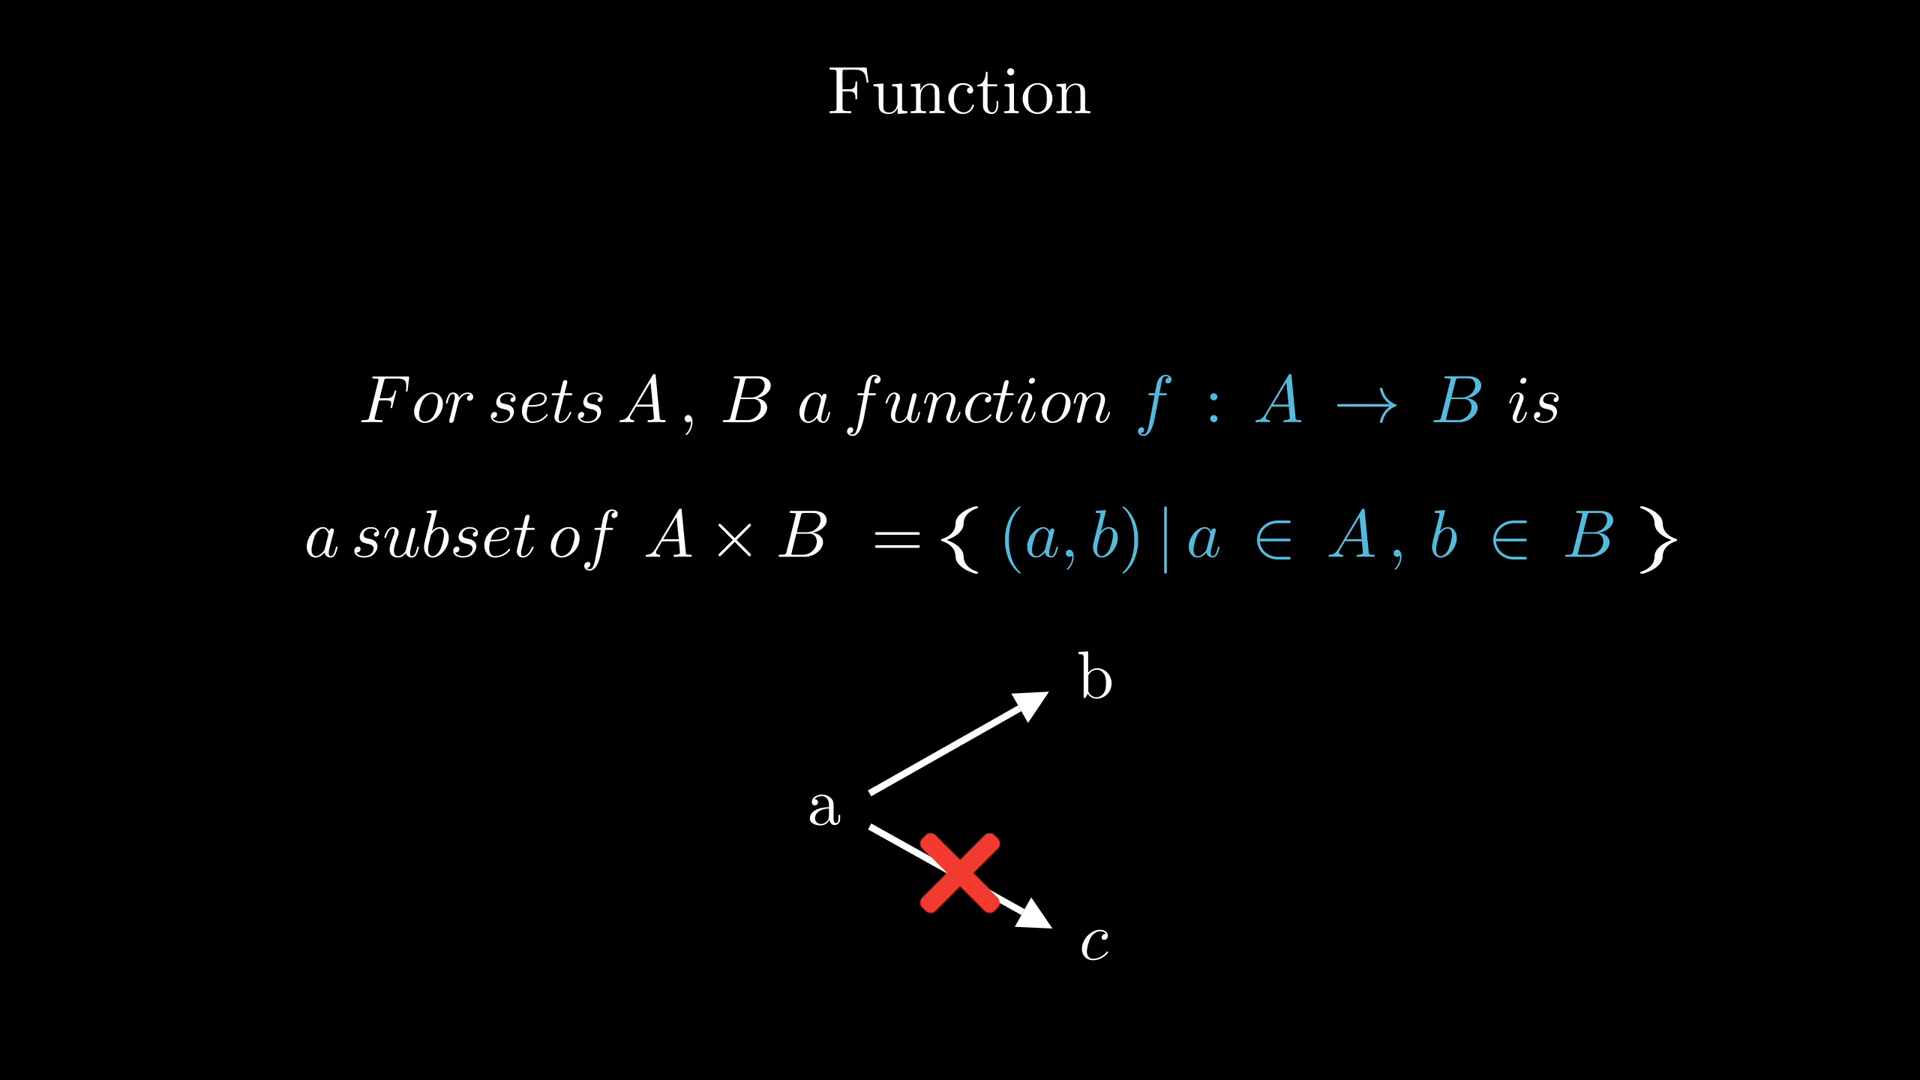 Function
For sets A , B a function f : A → B is
a subset of A × B = { (a, b) | a ∈ A , b ∈ B }
b
a
c